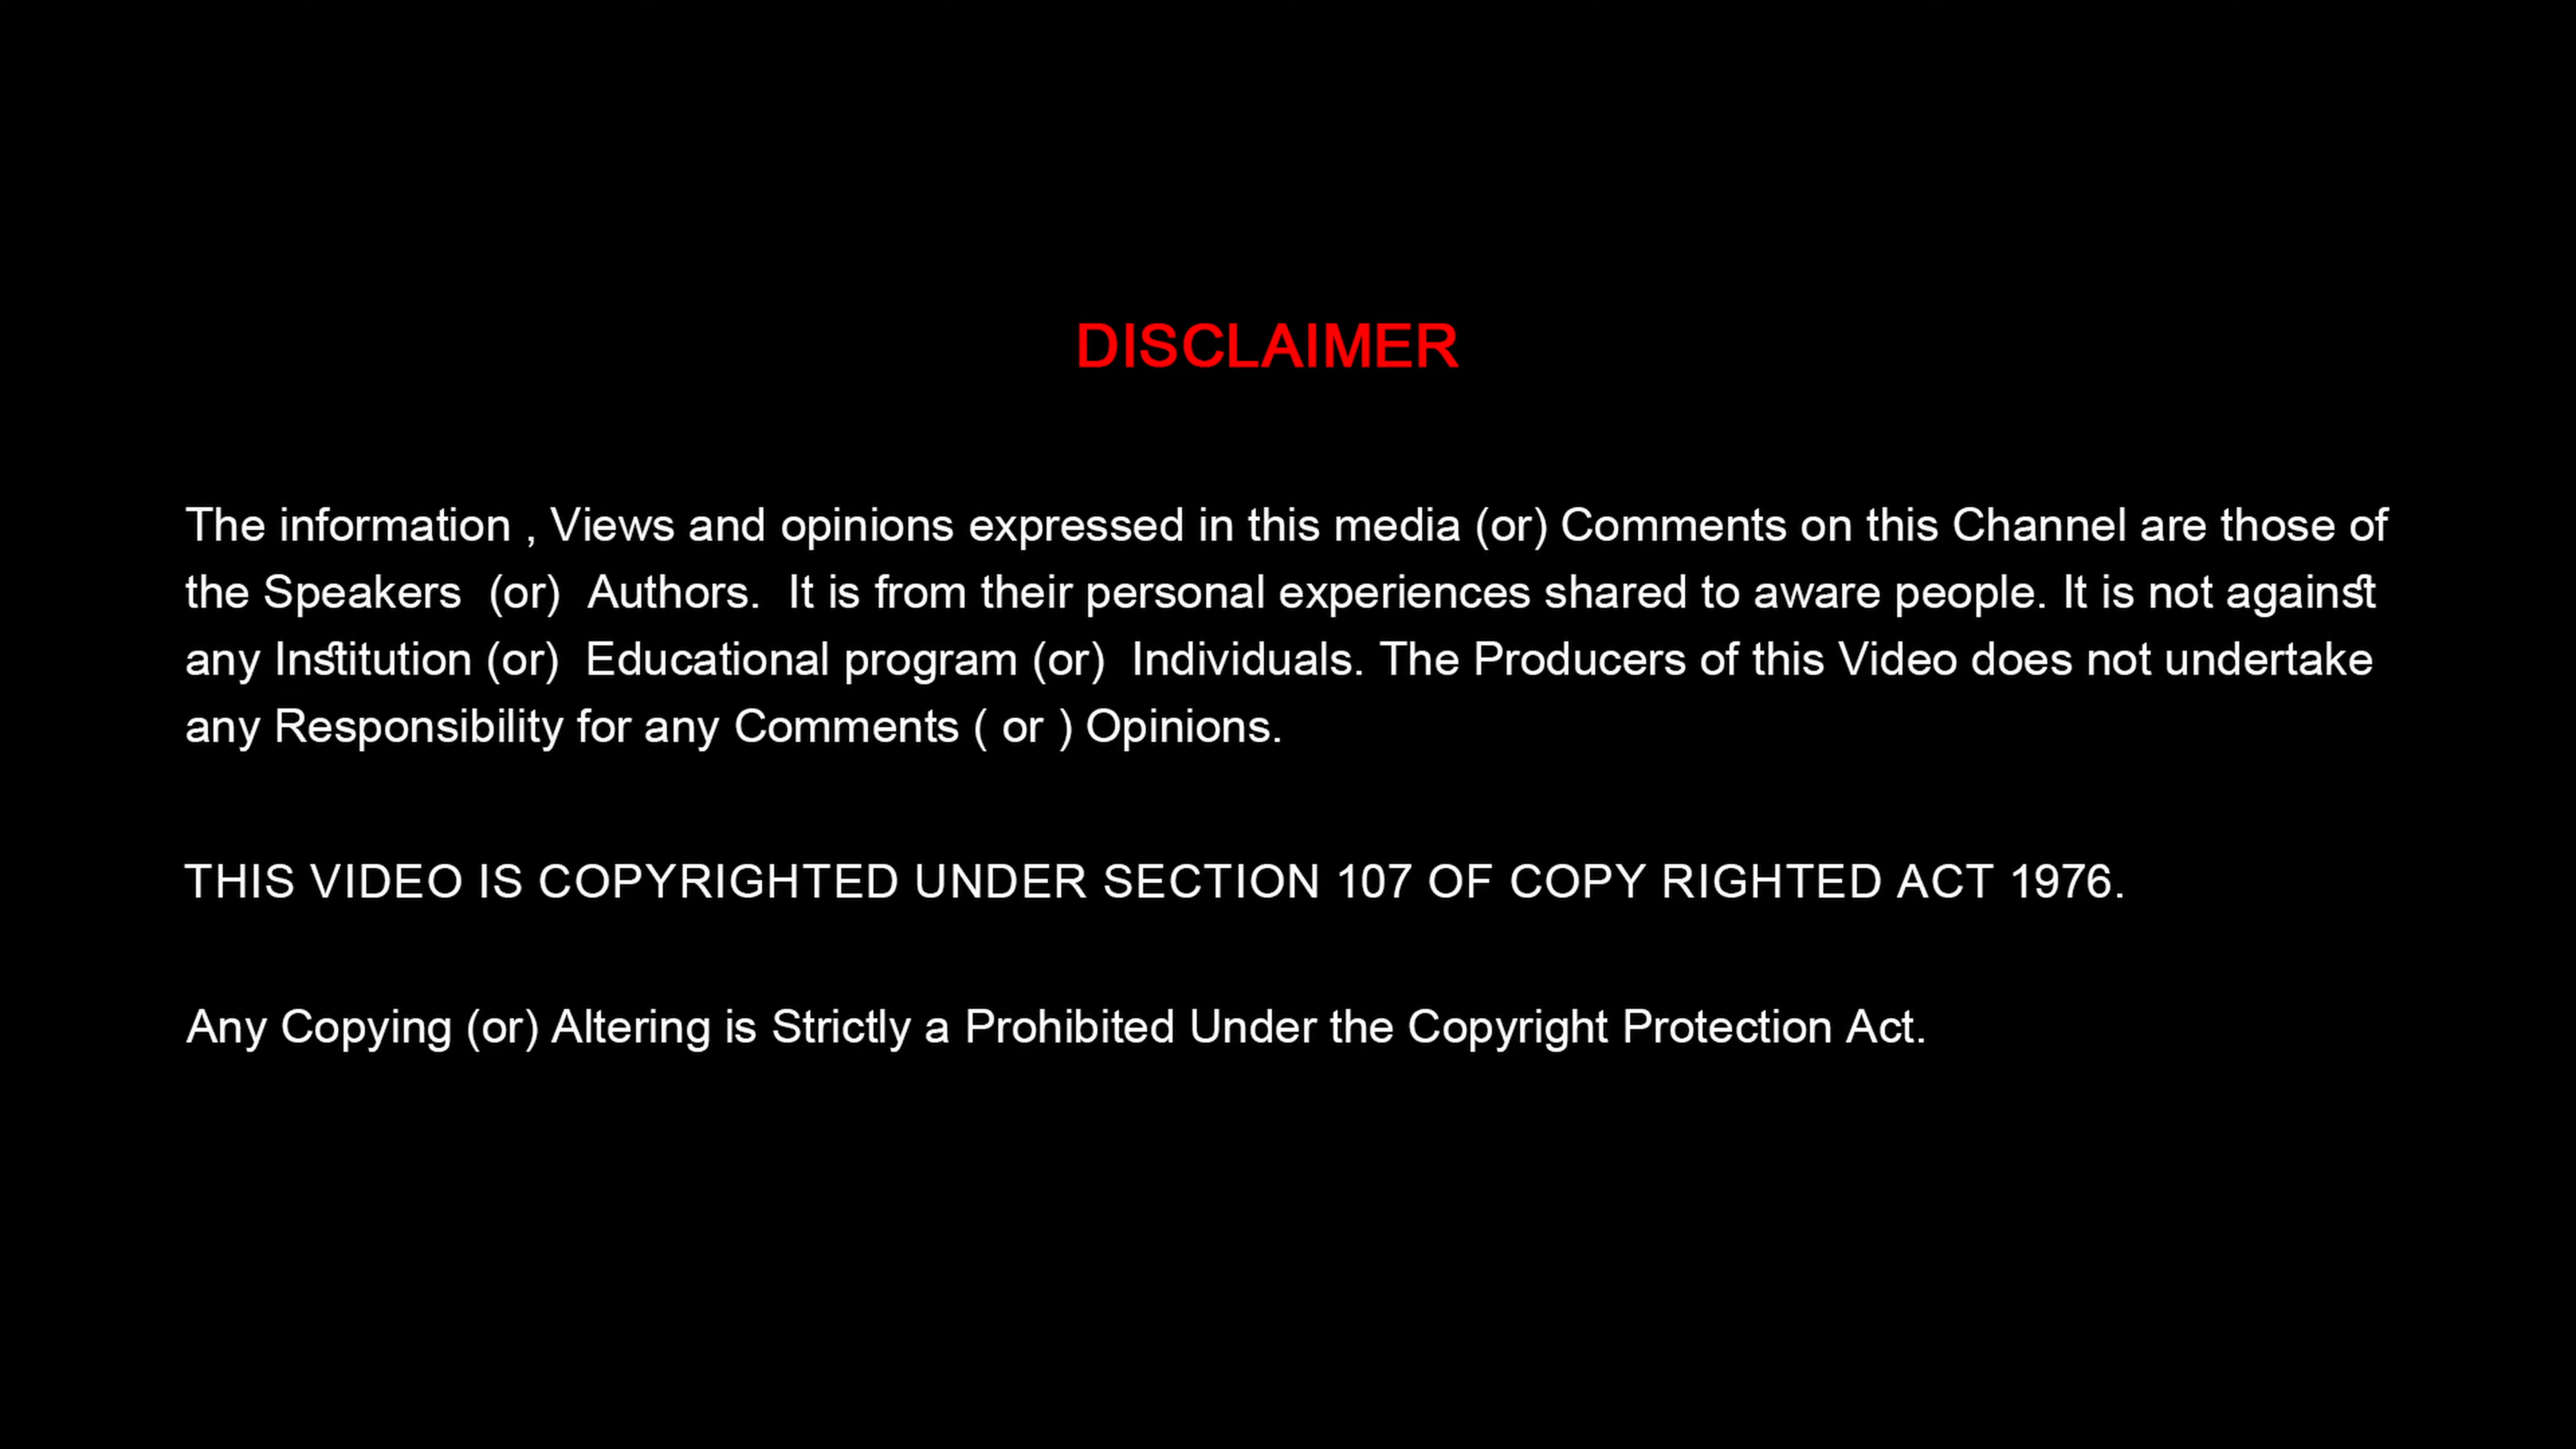 DISCLAIMER
The information , Views and opinions expressed in this media (or) Comments on this Channel are those of
the Speakers  (or)  Authors.  It is from their personal experiences shared to aware people. It is not against
any Institution (or)  Educational program (or)  Individuals. The Producers of this Video does not undertake
any Responsibility for any Comments ( or ) Opinions.
THIS VIDEO IS COPYRIGHTED UNDER SECTION 107 OF COPY RIGHTED ACT 1976.
Any Copying (or) Altering is Strictly a Prohibited Under the Copyright Protection Act.